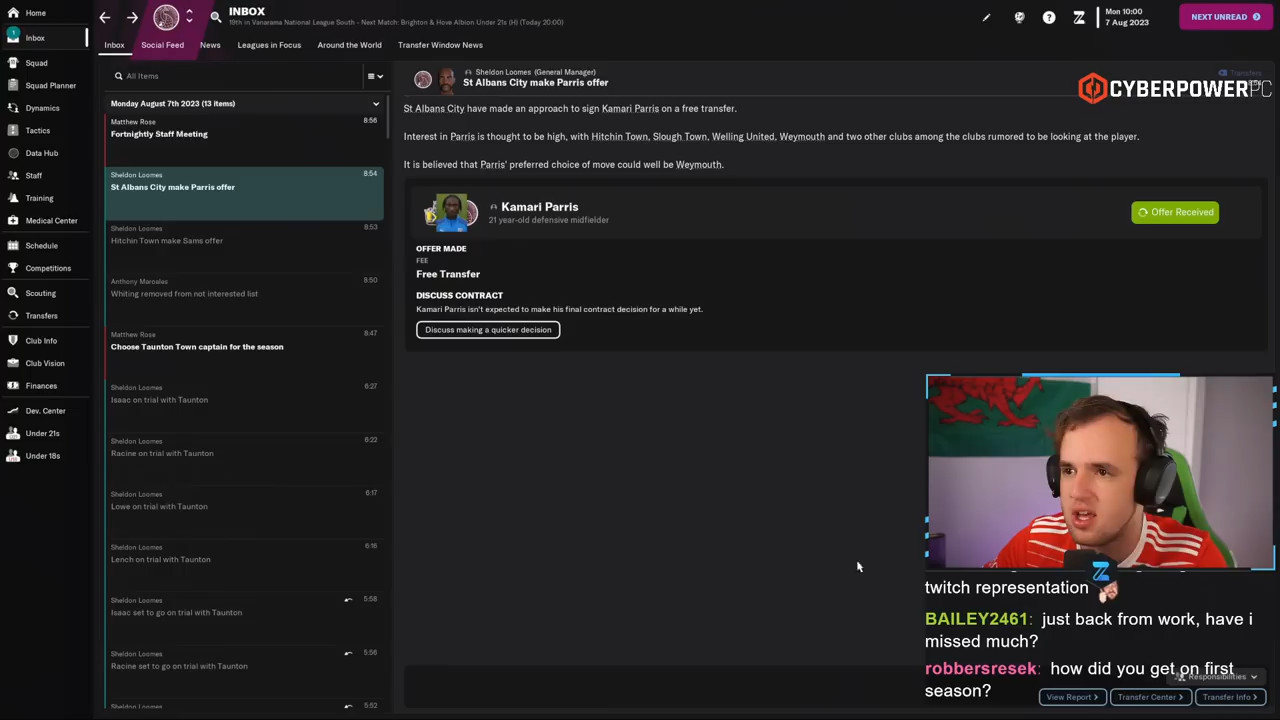 Home
1
Inbox
Squad
Squad Planner
Dynamics
Tactics
Data Hub
Staff
Training
Medical Center
Schedule
Competitions
Scouting
Transfers
Club Info
Club Vision
Finances
Dev. Center
Under 21s
Under 18s
INBOX
19th in Vanarama National League South - Next Match: Brighton & Hove Albion Under 21s (H) (Today 20:00)
Mon 10:00
7 Aug 2023
NEXT UNREAD
Inbox
Social Feed
News
Leagues in Focus
Around the World
Transfer Window News
All Items
Monday August 7th 2023 (13 items)
Matthew Rose 8:56
Fortnightly Staff Meeting
Sheldon Loomes 8:54
St Albans City make Parris offer
Sheldon Loomes 8:53
Hitchin Town make Sams offer
8:50
Whiting removed from not interested list
Matthew Rose 8:47
Choose Taunton Town captain for the season
Sheldon Loomes 6:27
Isaac on trial with Taunton
Sheldon Loomes 6:22
Racine on trial with Taunton
Sheldon Loomes 6:17
Lowe on trial with Taunton
Sheldon Loomes 6:16
Lench on trial with Taunton
Sheldon Loomes 5:58
Isaac set to go on trial with Taunton
Sheldon Loomes 5:56
Racine set to go on trial with Taunton
Sheldon Loomes 5:52
Sheldon Loomes (General Manager)
St Albans City make Parris offer
Transfers
CYBERPOWERPC
St Albans City have made an approach to sign Kamari Parris on a free transfer.
Interest in Parris is thought to be high, with Hitchin Town, Slough Town, Welling United, Weymouth and two other clubs among the clubs rumored to be looking at the player.
It is believed that Parris' preferred choice of move could well be Weymouth.
Kamari Parris
21 year-old defensive midfielder
Offer Received
OFFER MADE
FEE
Free Transfer
DISCUSS CONTRACT
Kamari Parris isn't expected to make his final contract decision for a while yet.
Discuss making a quicker decision
twitch representation
BAILEY2461: just back from work, have i
missed much?
robbersresek: how did you get on first
season?
Responsibilities
View Report
Transfer Center
Transfer Info